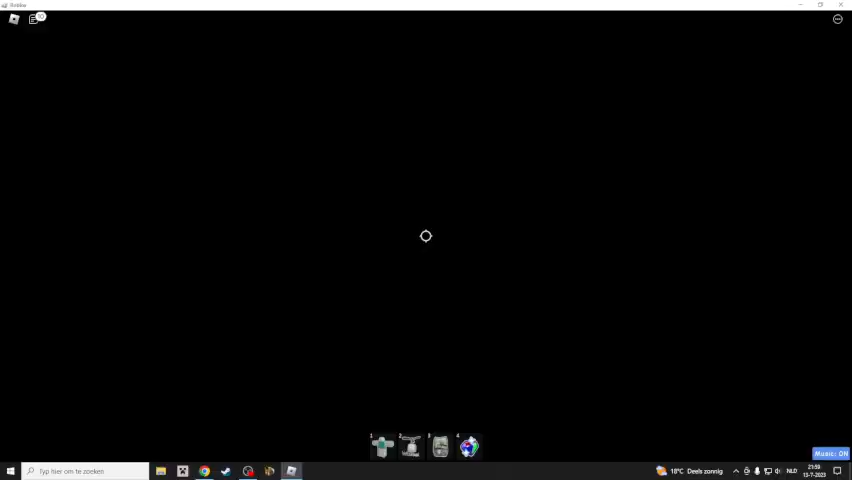 Roblox
1
2
3
4
Music: ON
Typ hier om te zoeken
18°C Deels zonnig
NLD
21:59
13-7-2023